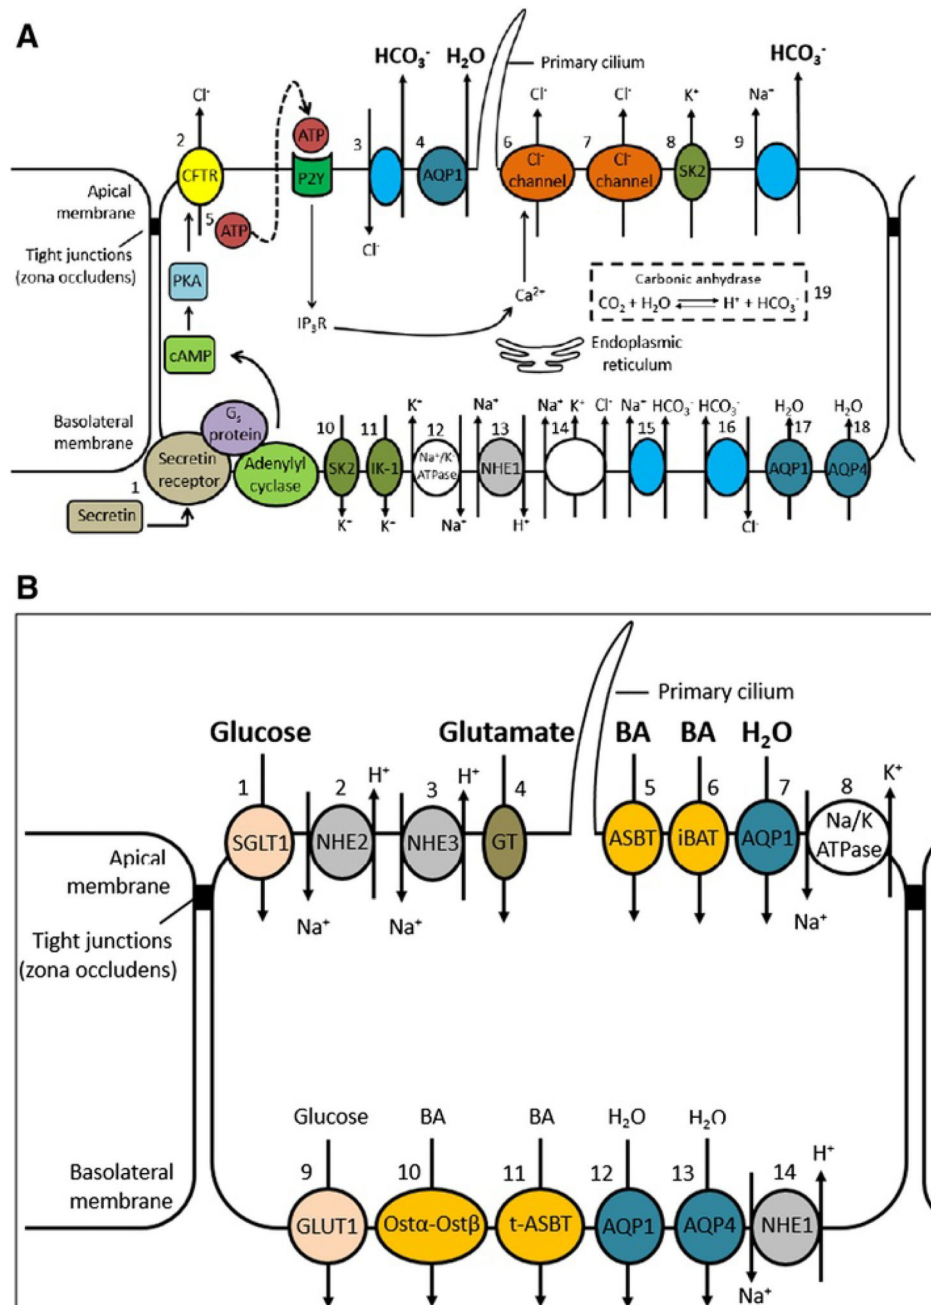 A
HCO₃⁻
H₂O
Primary cilium
HCO₃⁻
Cl⁻
Cl⁻
Cl⁻
K⁺
Na⁺
2
ATP
3
4
6
7
8
9
CFTR
P2Y
AQP1
Cl⁻
channel
Cl⁻
channel
SK2
Apical
membrane
5
ATP
Cl⁻
Tight junctions
(zona occludens)
PKA
Ca²⁺
Carbonic anhydrase
CO₂ + H₂O
H⁺ + HCO₃⁻
19
IP₃R
cAMP
Endoplasmic
reticulum
Basolateral
membrane
Gₛ
protein
K⁺
Na⁺
Na⁺
K⁺
Cl⁻
Na⁺
HCO₃⁻
HCO₃⁻
H₂O
H₂O
10
11
12
13
14
15
16
17
18
1
Secretin
receptor
Adenylyl
cyclase
SK2
IK-1
Na⁺/K⁻
ATPase
NHE1
AQP1
AQP4
Secretin
K⁺
K⁺
Na⁺
H⁺
Cl⁻
B
Primary cilium
Glucose
Glutamate
BA
BA
H₂O
1
2
H⁺
3
H⁺
4
5
6
7
8
K⁺
SGLT1
NHE2
NHE3
GT
ASBT
iBAT
AQP1
Na/K
ATPase
Apical
membrane
Na⁺
Na⁺
Na⁺
Tight junctions
(zona occludens)
Glucose
BA
BA
H₂O
H₂O
Basolateral
membrane
9
10
11
12
13
14
H⁺
GLUT1
Ostα-Ostβ
t-ASBT
AQP1
AQP4
NHE1
Na⁺